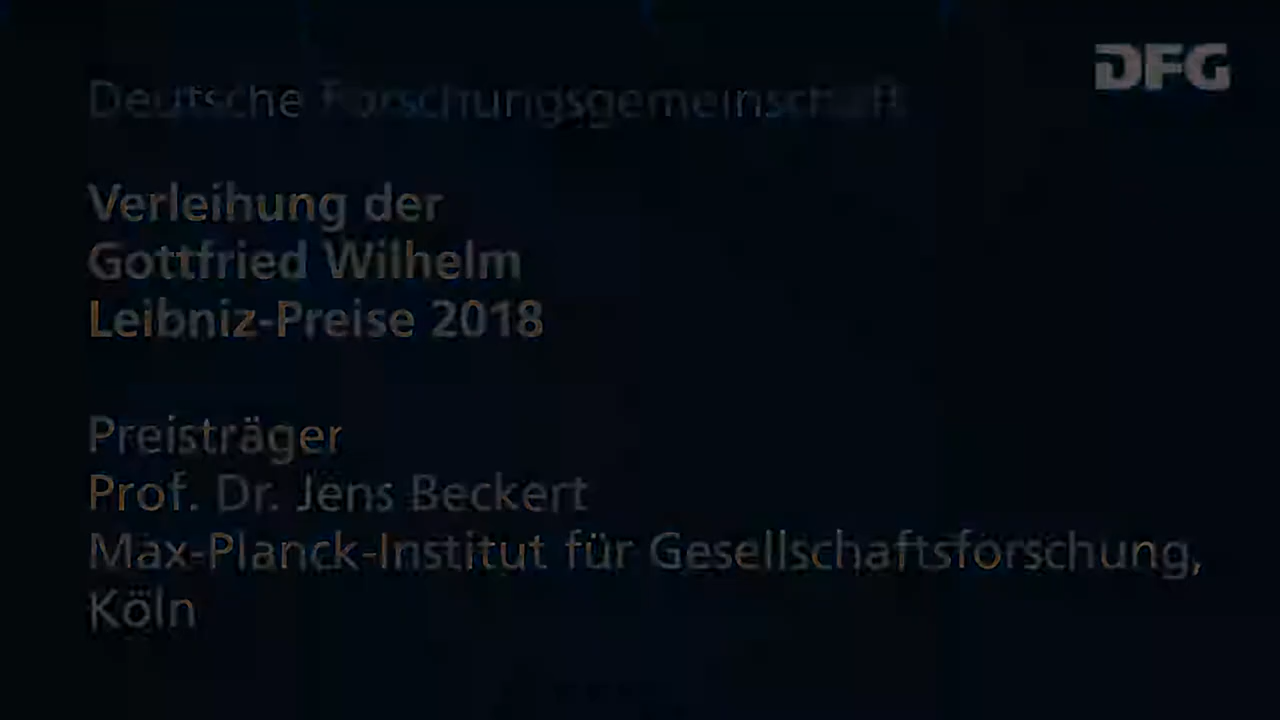 DFG
Deutsche Forschungsgemeinschaft
Verleihung der
Gottfried Wilhelm
Leibniz-Preise 2018
Preisträger
Prof. Dr. Jens Beckert
Max-Planck-Institut für Gesellschaftsforschung,
Köln